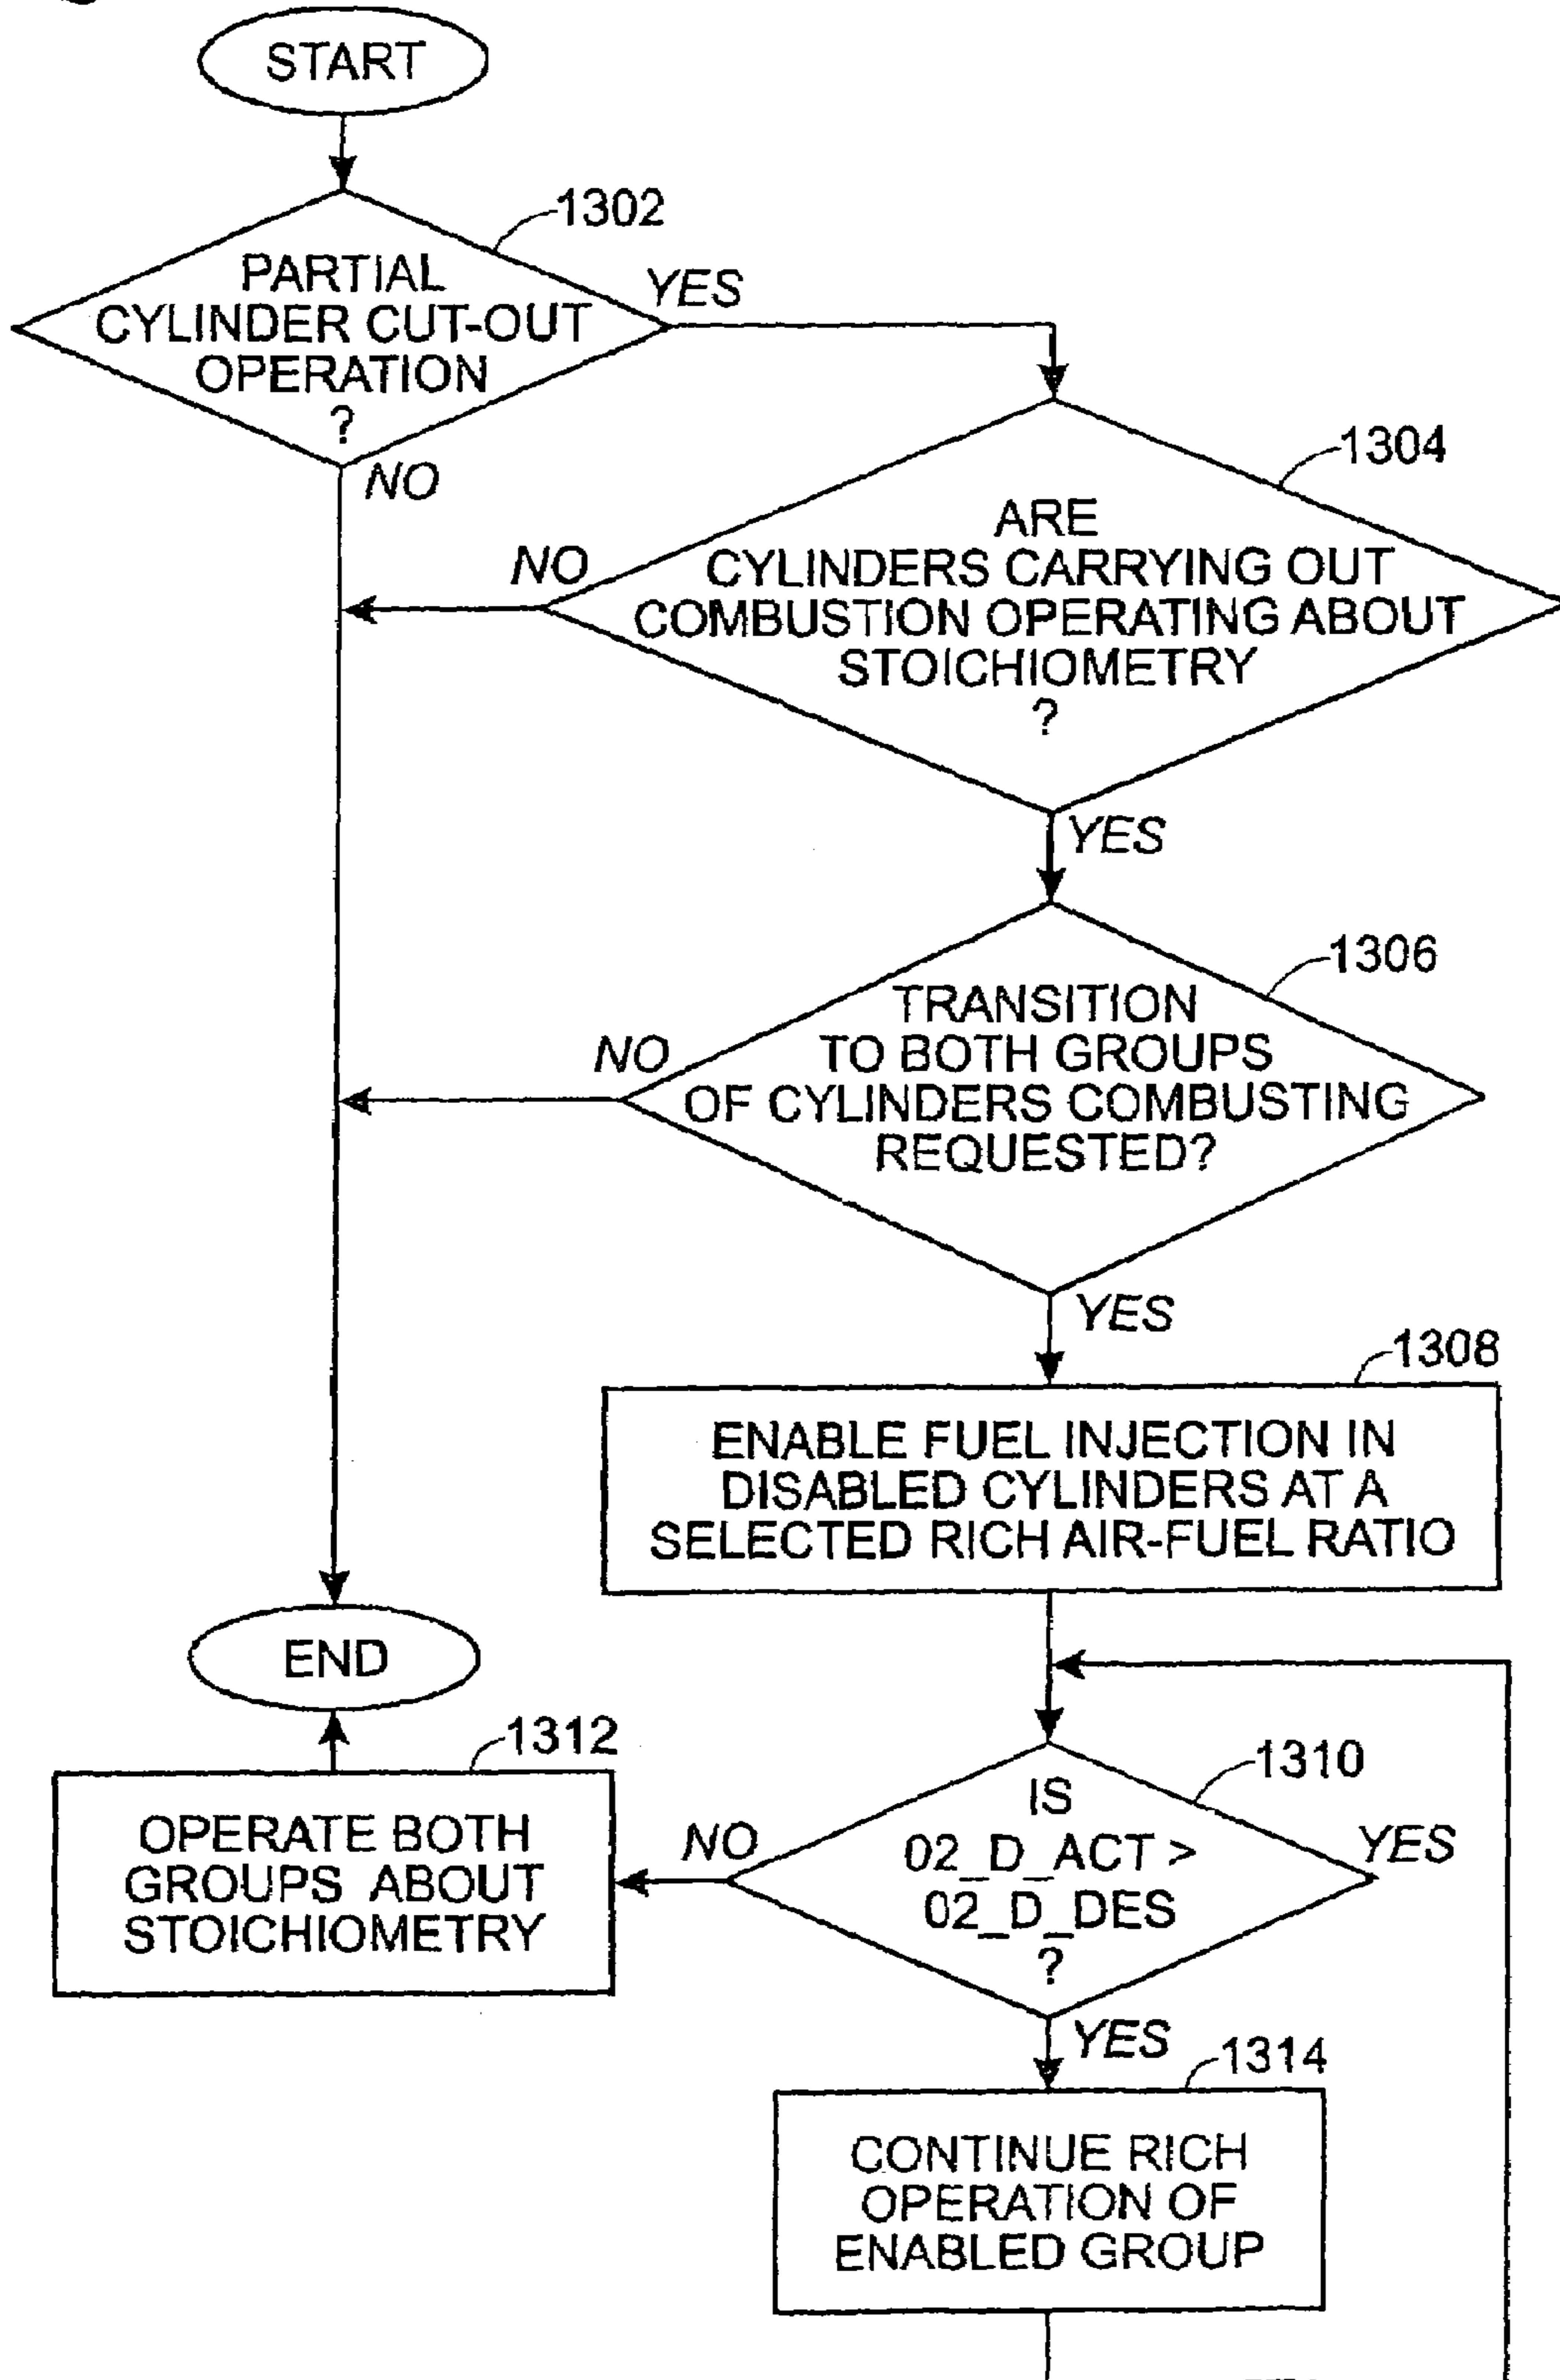 START
1302
PARTIAL
CYLINDER CUT-OUT
OPERATION
?
YES
NO
1304
ARE
CYLINDERS CARRYING OUT
COMBUSTION OPERATING ABOUT
STOICHIOMETRY
?
NO
YES
1306
TRANSITION
TO BOTH GROUPS
OF CYLINDERS COMBUSTING
REQUESTED?
NO
YES
1308
ENABLE FUEL INJECTION IN
DISABLED CYLINDERS AT A
SELECTED RICH AIR-FUEL RATIO
END
1312
OPERATE BOTH
GROUPS ABOUT
STOICHIOMETRY
1310
IS
02_D_ACT >
02_D_DES
?
NO
YES
YES
1314
CONTINUE RICH
OPERATION OF
ENABLED GROUP